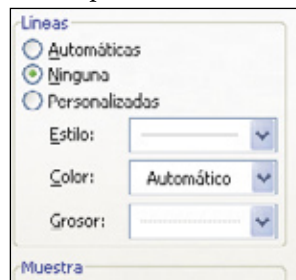 Líneas
Automáticas
Ninguna
Personalizadas
Estilo:
Color: Automático
Grosor:
Muestra